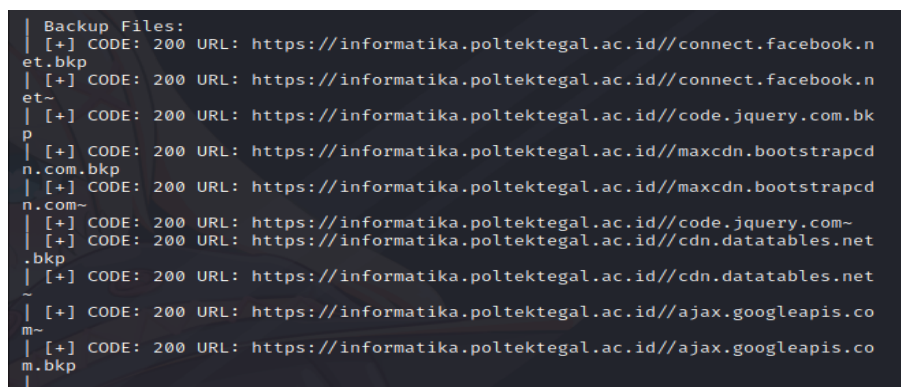 | Backup Files:
| [+] CODE: 200 URL: https://informatika.poltektegal.ac.id//connect.facebook.n
et.bkp
| [+] CODE: 200 URL: https://informatika.poltektegal.ac.id//connect.facebook.n
et~
| [+] CODE: 200 URL: https://informatika.poltektegal.ac.id//code.jquery.com.bk
p
| [+] CODE: 200 URL: https://informatika.poltektegal.ac.id//maxcdn.bootstrapcd
n.com.bkp
| [+] CODE: 200 URL: https://informatika.poltektegal.ac.id//maxcdn.bootstrapcd
n.com~
| [+] CODE: 200 URL: https://informatika.poltektegal.ac.id//code.jquery.com~
| [+] CODE: 200 URL: https://informatika.poltektegal.ac.id//cdn.datatables.net
.bkp
| [+] CODE: 200 URL: https://informatika.poltektegal.ac.id//cdn.datatables.net
~
| [+] CODE: 200 URL: https://informatika.poltektegal.ac.id//ajax.googleapis.co
m~
| [+] CODE: 200 URL: https://informatika.poltektegal.ac.id//ajax.googleapis.co
m.bkp
|